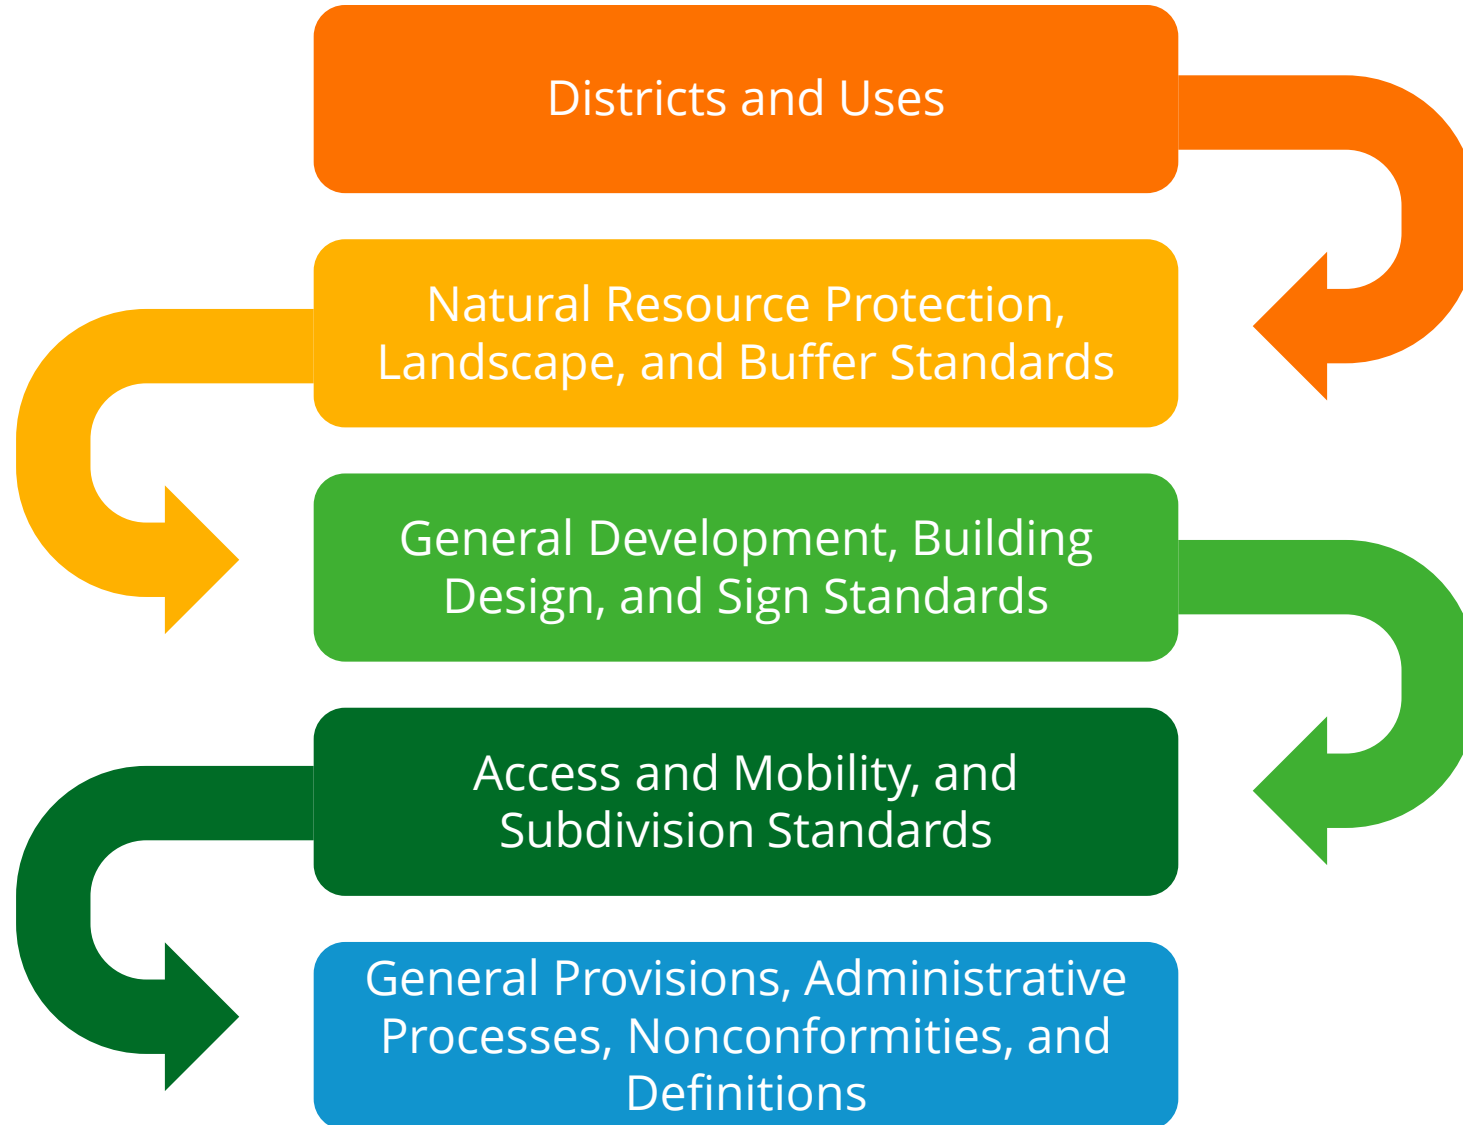 Districts and Uses
Natural Resource Protection,
Landscape, and Buffer Standards
General Development, Building
Design, and Sign Standards
Access and Mobility, and
Subdivision Standards
General Provisions, Administrative
Processes, Nonconformities, and
Definitions